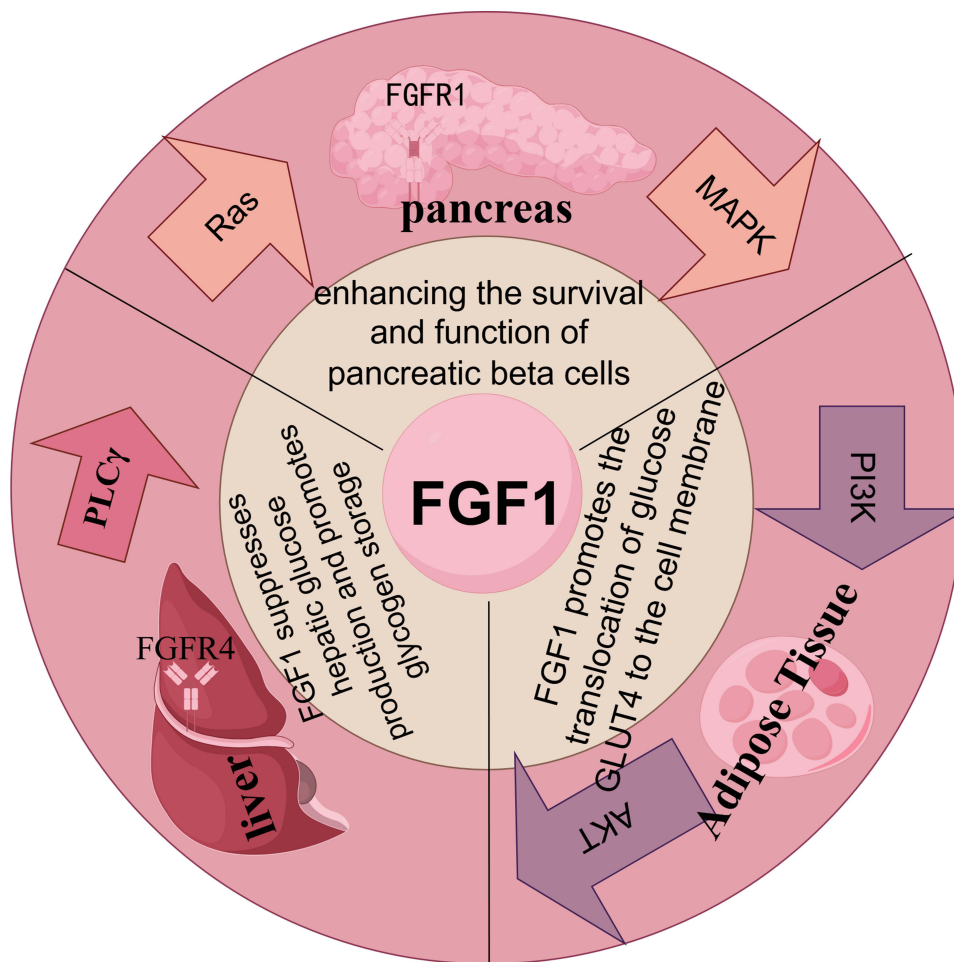 FGFR1
pancreas
Ras
MAPK
enhancing the survival
and function of
pancreatic beta cells
FGF1
PI3K
Adipose Tissue
AKT
FGF1 promotes the
translocation of glucose
GLUT4 to the cell membrane
PLCγ
FGFR4
liver
FGF1 suppresses
hepatic glucose
production and promotes
glycogen storage